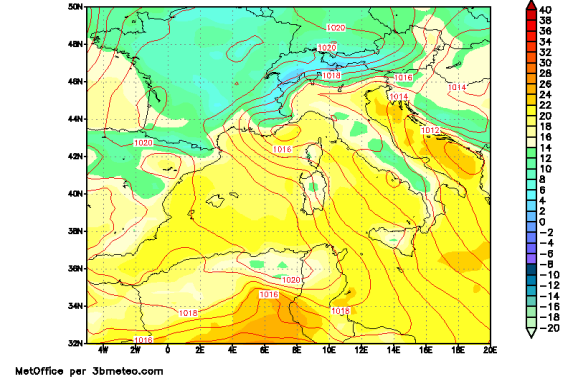 50N
48N
46N
44N
42N
40N
38N
36N
34N
32N
4W
2W
0
2E
4E
6E
8E
10E
12E
14E
16E
18E
20E
1020
1020
1018
1016
1014
1014
1012
1020
1016
1020
1016
1018
1018
1016
40
38
36
34
32
30
28
26
24
22
20
18
16
14
12
10
8
6
4
2
0
-2
-4
-6
-8
-10
-12
-14
-16
-18
-20
MetOffice per 3bmeteo.com